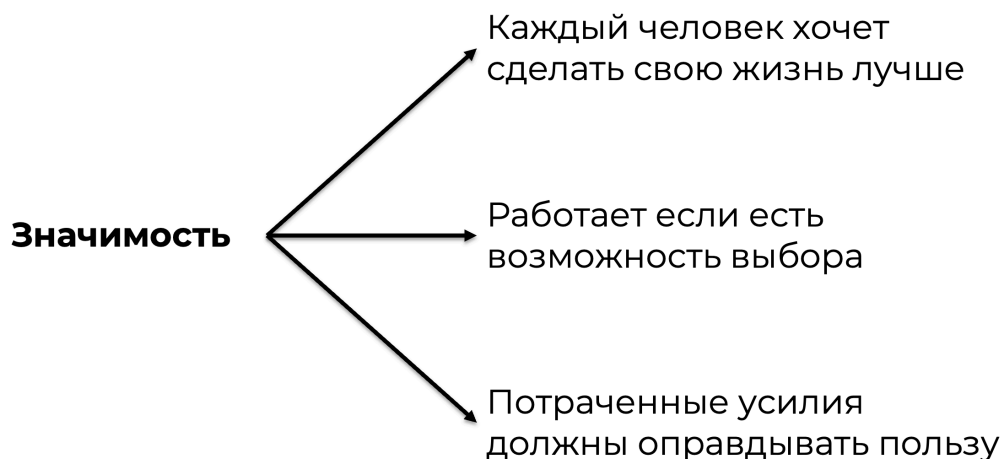 Каждый человек хочет
сделать свою жизнь лучше
Значимость
Работает если есть
возможность выбора
Потраченные усилия
должны оправдывать пользу